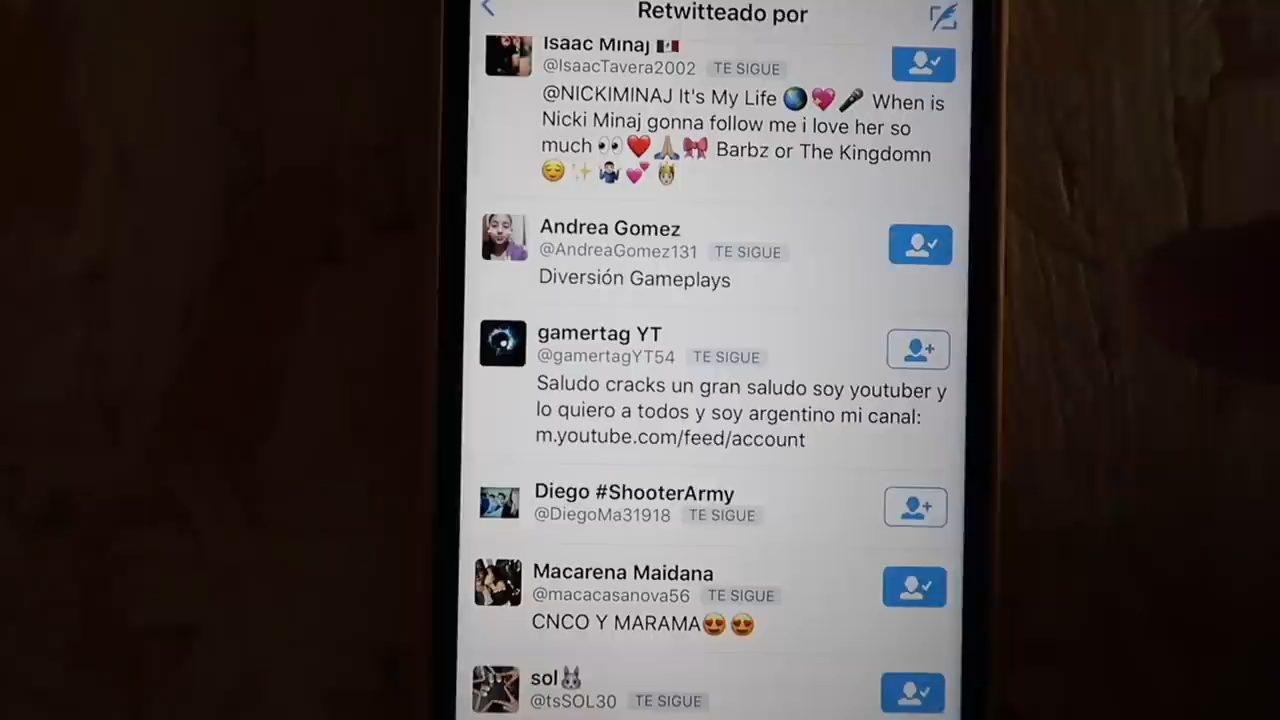 Retwitteado por
Isaac Minaj 🇲🇽
@IsaacTavera2002 TE SIGUE
@NICKIMINAJ It's My Life 🌎💖🎤 When is
Nicki Minaj gonna follow me i love her so
much 👀❤️🙏🏽🎀 Barbz or The Kingdomn
😌✨🤷🏻‍♂️💕🤴🏼
Andrea Gomez
@AndreaGomez131 TE SIGUE
Diversión Gameplays
gamertag YT
@gamertagYT54 TE SIGUE
Saludo cracks un gran saludo soy youtuber y
lo quiero a todos y soy argentino mi canal:
m.youtube.com/feed/account
Diego #ShooterArmy
@DiegoMa31918 TE SIGUE
Macarena Maidana
@macacasanova56 TE SIGUE
CNCO Y MARAMA😍😍
sol🐰
@tsSOL30 TE SIGUE